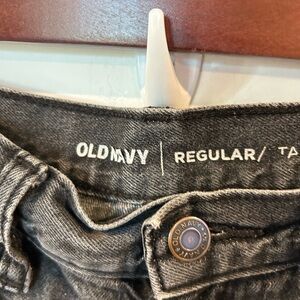 OLD NAVY | REGULAR/ TA